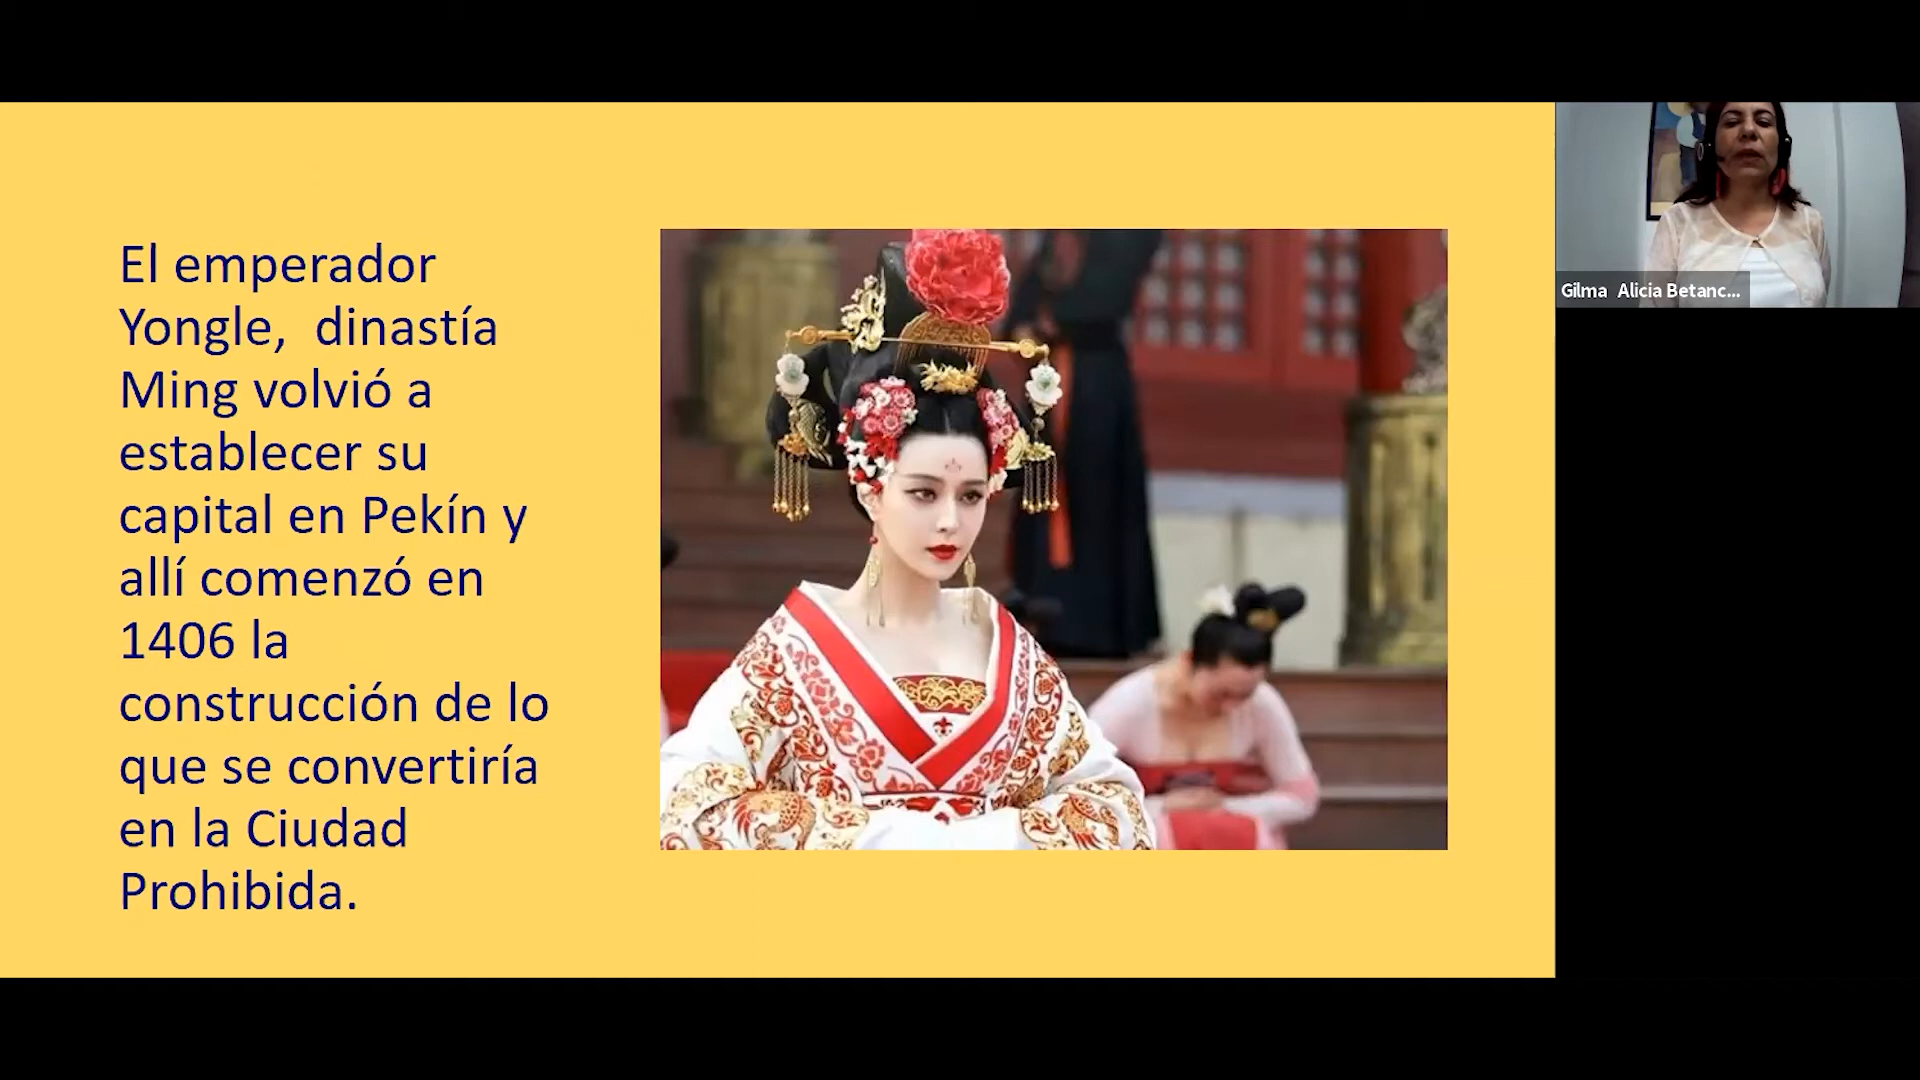 El emperador
Yongle,  dinastía
Ming volvió a
establecer su
capital en Pekín y
allí comenzó en
1406 la
construcción de lo
que se convertiría
en la Ciudad
Prohibida.
Gilma  Alicia Betanc...